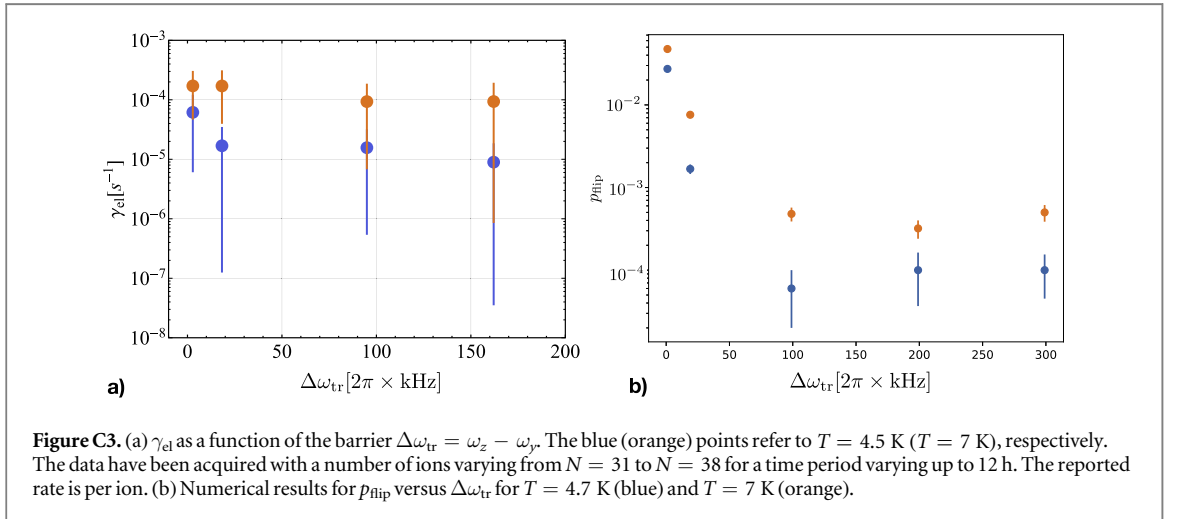 10⁻³
10⁻⁴
10⁻⁵
10⁻⁶
10⁻⁷
10⁻⁸
γ_el[s⁻¹]
0 50 100 150 200
Δω_tr[2π × kHz]
a)
10⁻²
10⁻³
10⁻⁴
p_flip
0 50 100 150 200 250 300
Δω_tr[2π × kHz]
b)
Figure C3. (a) γ_el as a function of the barrier Δω_tr = ω_z − ω_y. The blue (orange) points refer to T = 4.5 K (T = 7 K), respectively.
The data have been acquired with a number of ions varying from N = 31 to N = 38 for a time period varying up to 12 h. The reported
rate is per ion. (b) Numerical results for p_flip versus Δω_tr for T = 4.7 K (blue) and T = 7 K (orange).